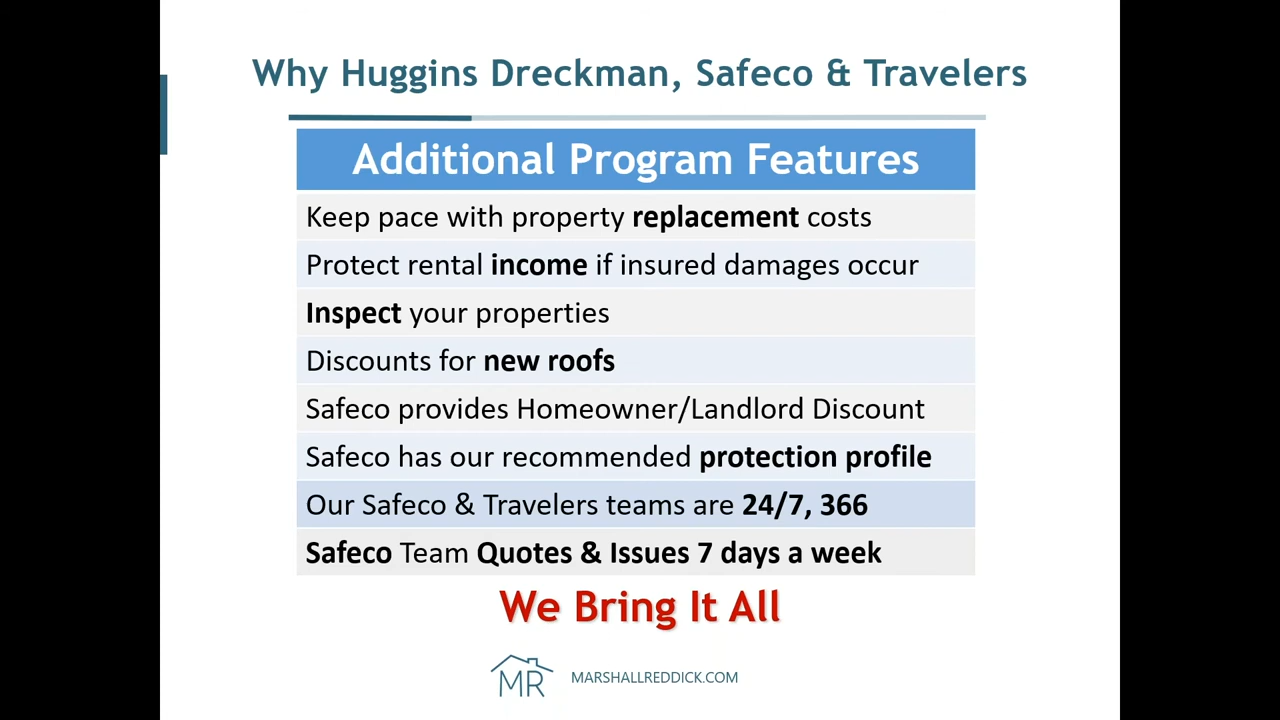 Why Huggins Dreckman, Safeco & Travelers
Additional Program Features
Keep pace with property replacement costs
Protect rental income if insured damages occur
Inspect your properties
Discounts for new roofs
Safeco provides Homeowner/Landlord Discount
Safeco has our recommended protection profile
Our Safeco & Travelers teams are 24/7, 366
Safeco Team Quotes & Issues 7 days a week
We Bring It All
MR MARSHALLREDDICK.COM